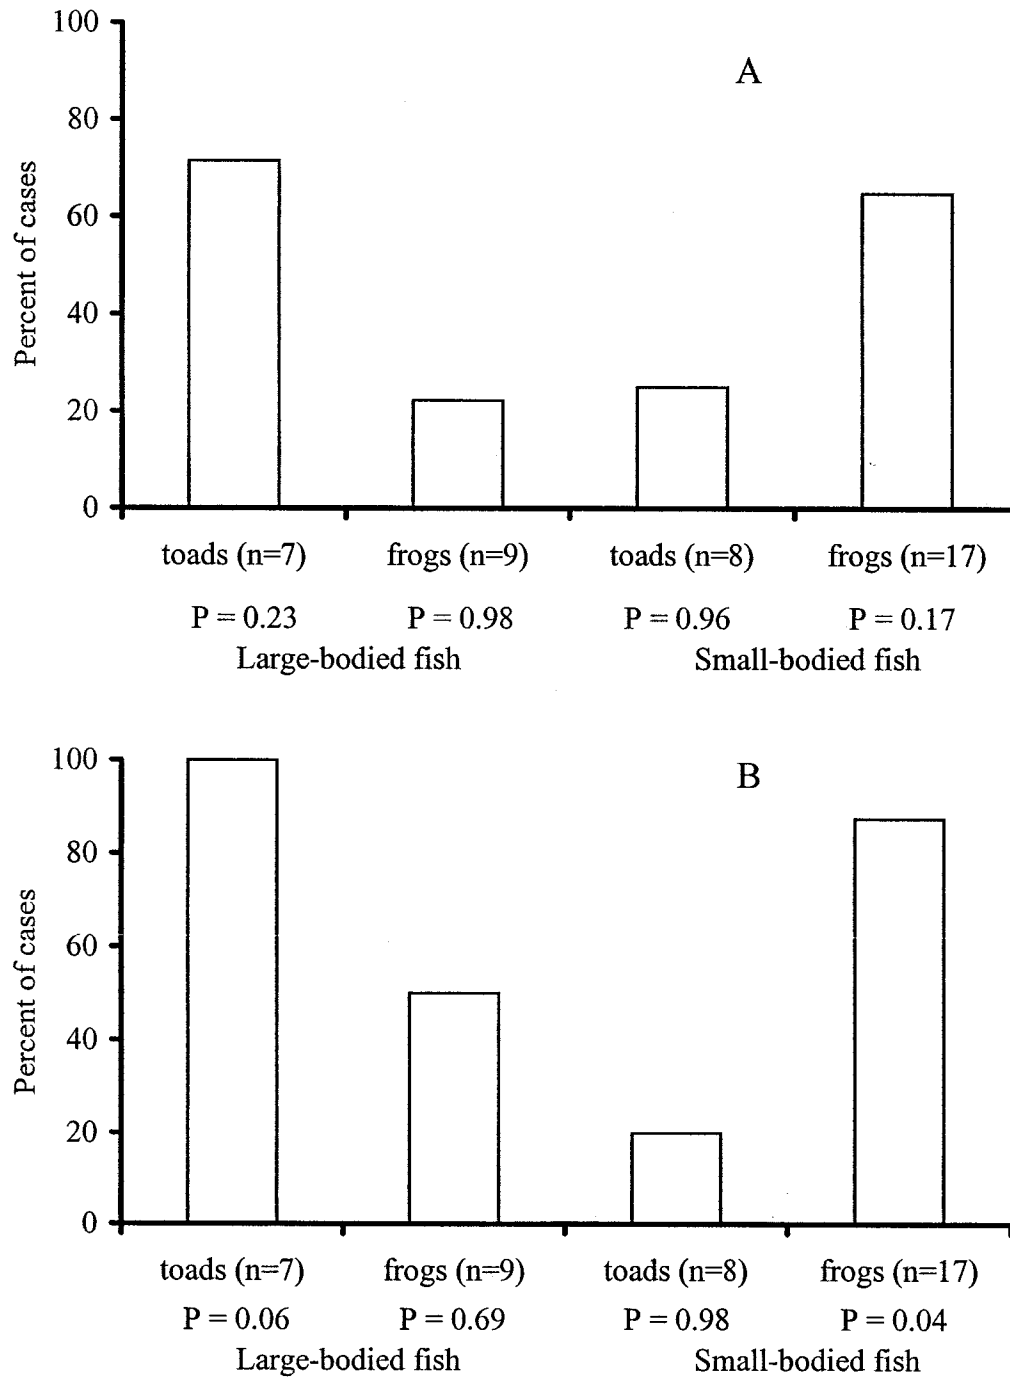 A
Percent of cases
100
80
60
40
20
0
toads (n=7) frogs (n=9) toads (n=8) frogs (n=17)
P = 0.23 P = 0.98 P = 0.96 P = 0.17
Large-bodied fish Small-bodied fish
B
Percent of cases
100
80
60
40
20
0
toads (n=7) frogs (n=9) toads (n=8) frogs (n=17)
P = 0.06 P = 0.69 P = 0.98 P = 0.04
Large-bodied fish Small-bodied fish